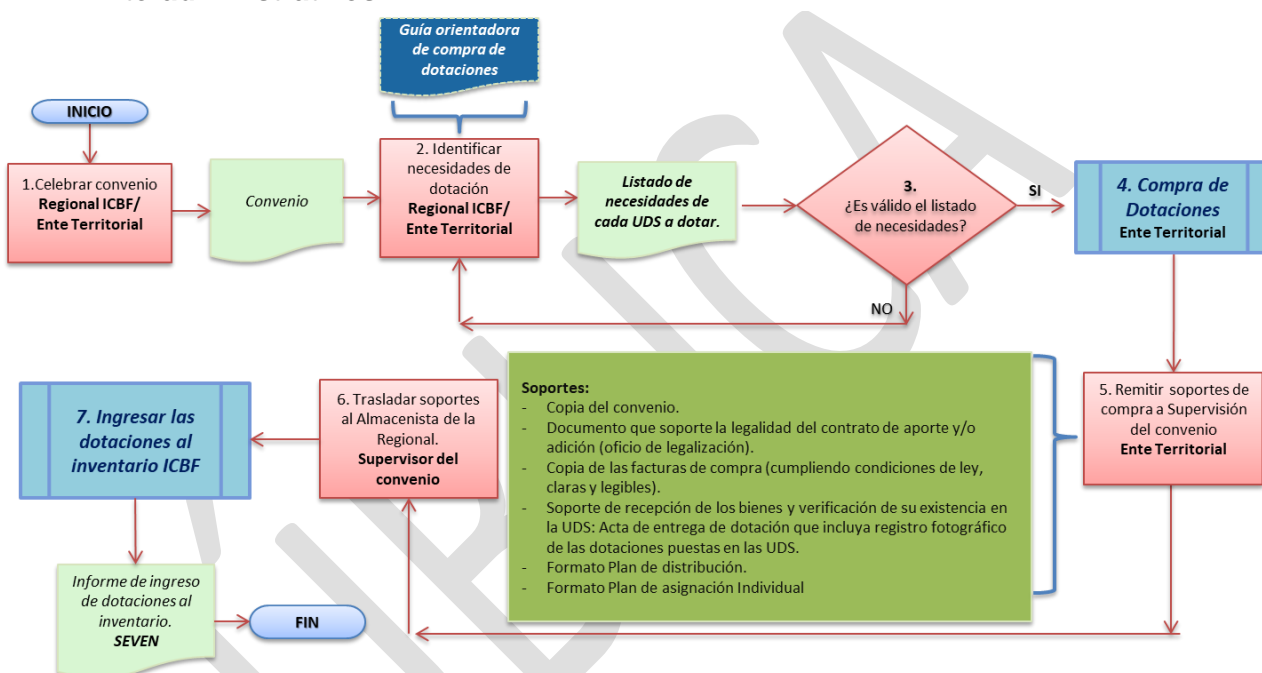 Guía orientadora
de compra de
dotaciones
INICIO
1.Celebrar convenio
Regional ICBF/
Ente Territorial
Convenio
2. Identificar
necesidades de
dotación
Regional ICBF/
Ente Territorial
Listado de
necesidades de
cada UDS a dotar.
3.
¿Es válido el listado
de necesidades?
SI
NO
4. Compra de
Dotaciones
Ente Territorial
5. Remitir soportes de
compra a Supervisión
del convenio
Ente Territorial
Soportes:
- Copia del convenio.
- Documento que soporte la legalidad del contrato de aporte y/o
adición (oficio de legalización).
- Copia de las facturas de compra (cumpliendo condiciones de ley,
claras y legibles).
- Soporte de recepción de los bienes y verificación de su existencia en
la UDS: Acta de entrega de dotación que incluya registro fotográfico
de las dotaciones puestas en las UDS.
- Formato Plan de distribución.
- Formato Plan de asignación Individual
6. Trasladar soportes
al Almacenista de la
Regional.
Supervisor del
convenio
7. Ingresar las
dotaciones al
inventario ICBF
Informe de ingreso
de dotaciones al
inventario.
SEVEN
FIN